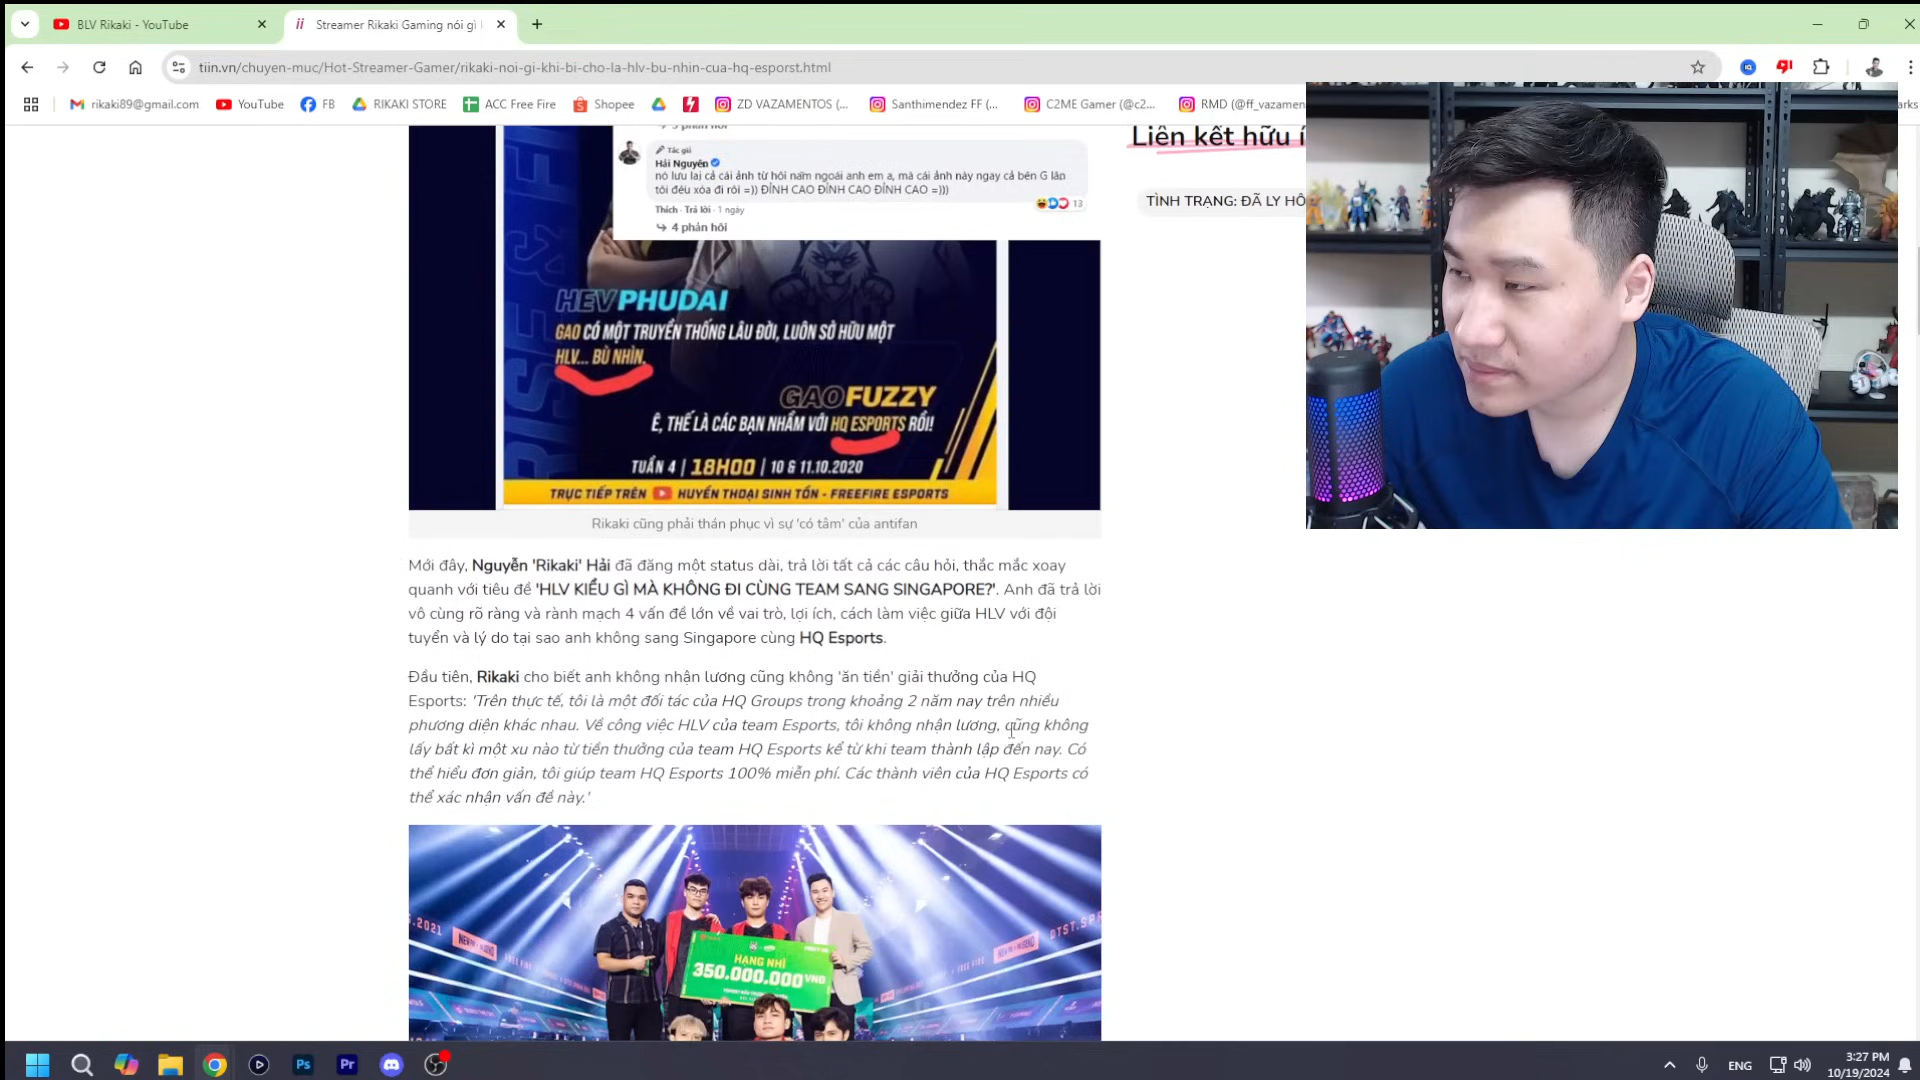 BLV Rikaki - YouTube
Streamer Rikaki Gaming nói gì
tiin.vn/chuyen-muc/Hot-Streamer-Gamer/rikaki-noi-gi-khi-bi-cho-la-hlv-bu-nhin-cua-hq-esporst.html
rikaki89@gmail.com YouTube FB RIKAKI STORE ACC Free Fire Shopee ZD VAZAMENTOS (... Santhimendez FF (... C2ME Gamer (@c2... RMD (@ff_vazamen
arks
Liên kết hữu í
TÌNH TRẠNG: ĐÃ LY HÔ
Tác giả
Hải Nguyễn
nó lưu lại cả cái ảnh từ hồi năm ngoái anh em ạ, mà cái ảnh này ngay cả bên G lẫn
tôi đều xóa đi rồi =)) ĐỈNH CAO ĐỈNH CAO ĐỈNH CAO =)))
Thích · Trả lời · 1 ngày
13
4 phản hồi
RISE &
HEVPHUDAI
GAO CÓ MỘT TRUYỀN THỐNG LÂU ĐỜI, LUÔN SỞ HỮU MỘT
HLV... BÙ NHÌN.
GAOFUZZY
Ê, THẾ LÀ CÁC BẠN NHẦM VỚI HQ ESPORTS RỒI!
TUẦN 4 | 18H00 | 10 & 11.10.2020
TRỰC TIẾP TRÊN HUYỀN THOẠI SINH TỒN - FREEFIRE ESPORTS
Rikaki cũng phải thán phục vì sự 'có tâm' của antifan
Mới đây, Nguyễn 'Rikaki' Hải đã đăng một status dài, trả lời tất cả các câu hỏi, thắc mắc xoay
quanh với tiêu đề 'HLV KIỂU GÌ MÀ KHÔNG ĐI CÙNG TEAM SANG SINGAPORE?'. Anh đã trả lời
vô cùng rõ ràng và rành mạch 4 vấn đề lớn về vai trò, lợi ích, cách làm việc giữa HLV với đội
tuyển và lý do tại sao anh không sang Singapore cùng HQ Esports.
Đầu tiên, Rikaki cho biết anh không nhận lương cũng không 'ăn tiền' giải thưởng của HQ
Esports: 'Trên thực tế, tôi là một đối tác của HQ Groups trong khoảng 2 năm nay trên nhiều
phương diện khác nhau. Về công việc HLV của team Esports, tôi không nhận lương, cũng không
lấy bất kì một xu nào từ tiền thưởng của team HQ Esports kể từ khi team thành lập đến nay. Có
thể hiểu đơn giản, tôi giúp team HQ Esports 100% miễn phí. Các thành viên của HQ Esports có
thể xác nhận vấn đề này.'
HẠNG NHÌ
350.000.000 VNĐ
ENG
3:27 PM
10/19/2024